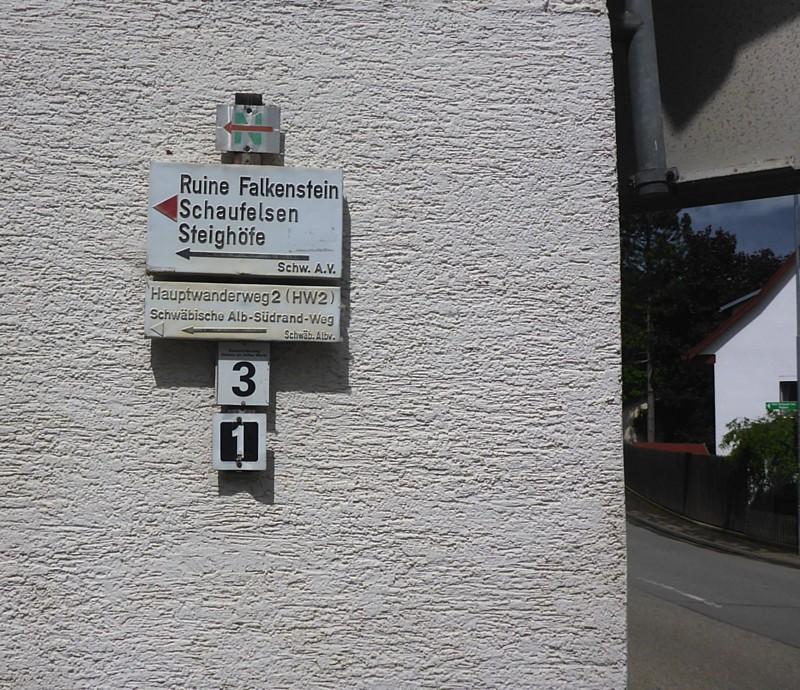 N
Ruine Falkenstein
Schaufelsen
Steighöfe
Schw. A.V.
Hauptwanderweg 2 (HW2)
Schwäbische Alb-Südrand-Weg
Schwäb. Albv.
3
1